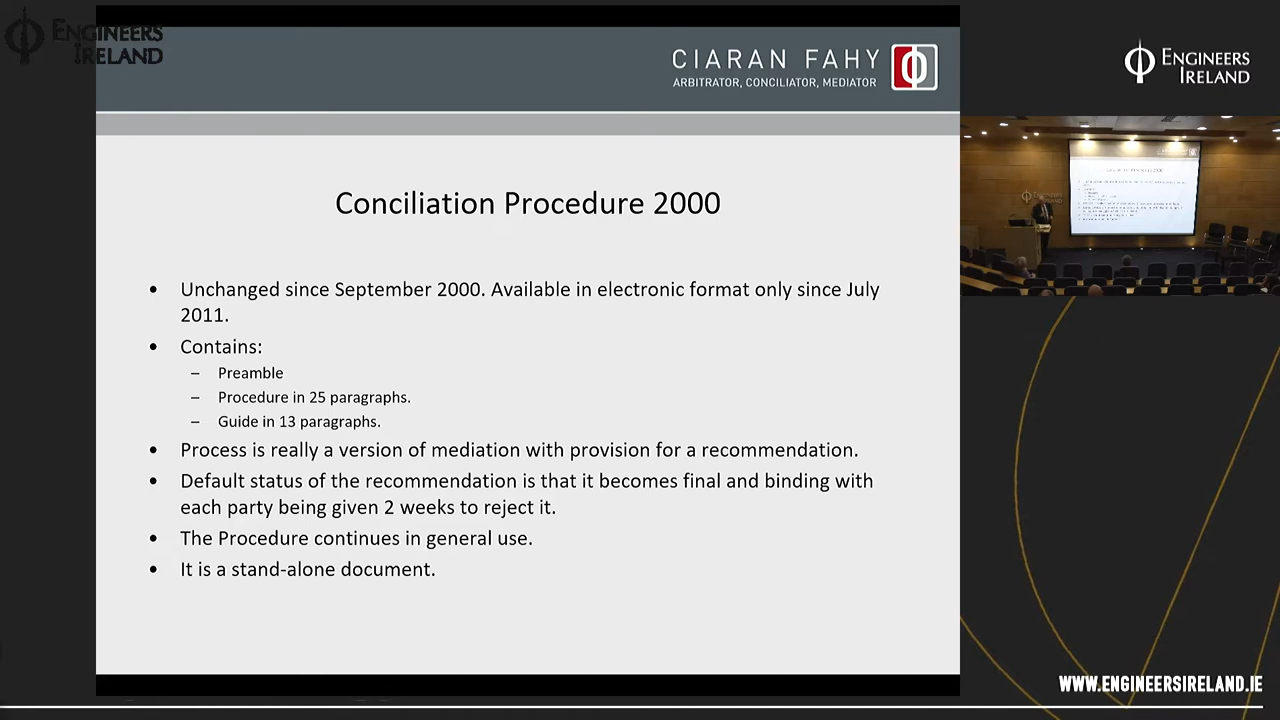 ENGINEERS
IRELAND
CIARAN FAHY
ARBITRATOR, CONCILIATOR, MEDIATOR
ENGINEERS
IRELAND
Conciliation Procedure 2000
• Unchanged since September 2000. Available in electronic format only since July
2011.
• Contains:
– Preamble
– Procedure in 25 paragraphs.
– Guide in 13 paragraphs.
• Process is really a version of mediation with provision for a recommendation.
• Default status of the recommendation is that it becomes final and binding with
each party being given 2 weeks to reject it.
• The Procedure continues in general use.
• It is a stand-alone document.
WWW.ENGINEERSIRELAND.IE